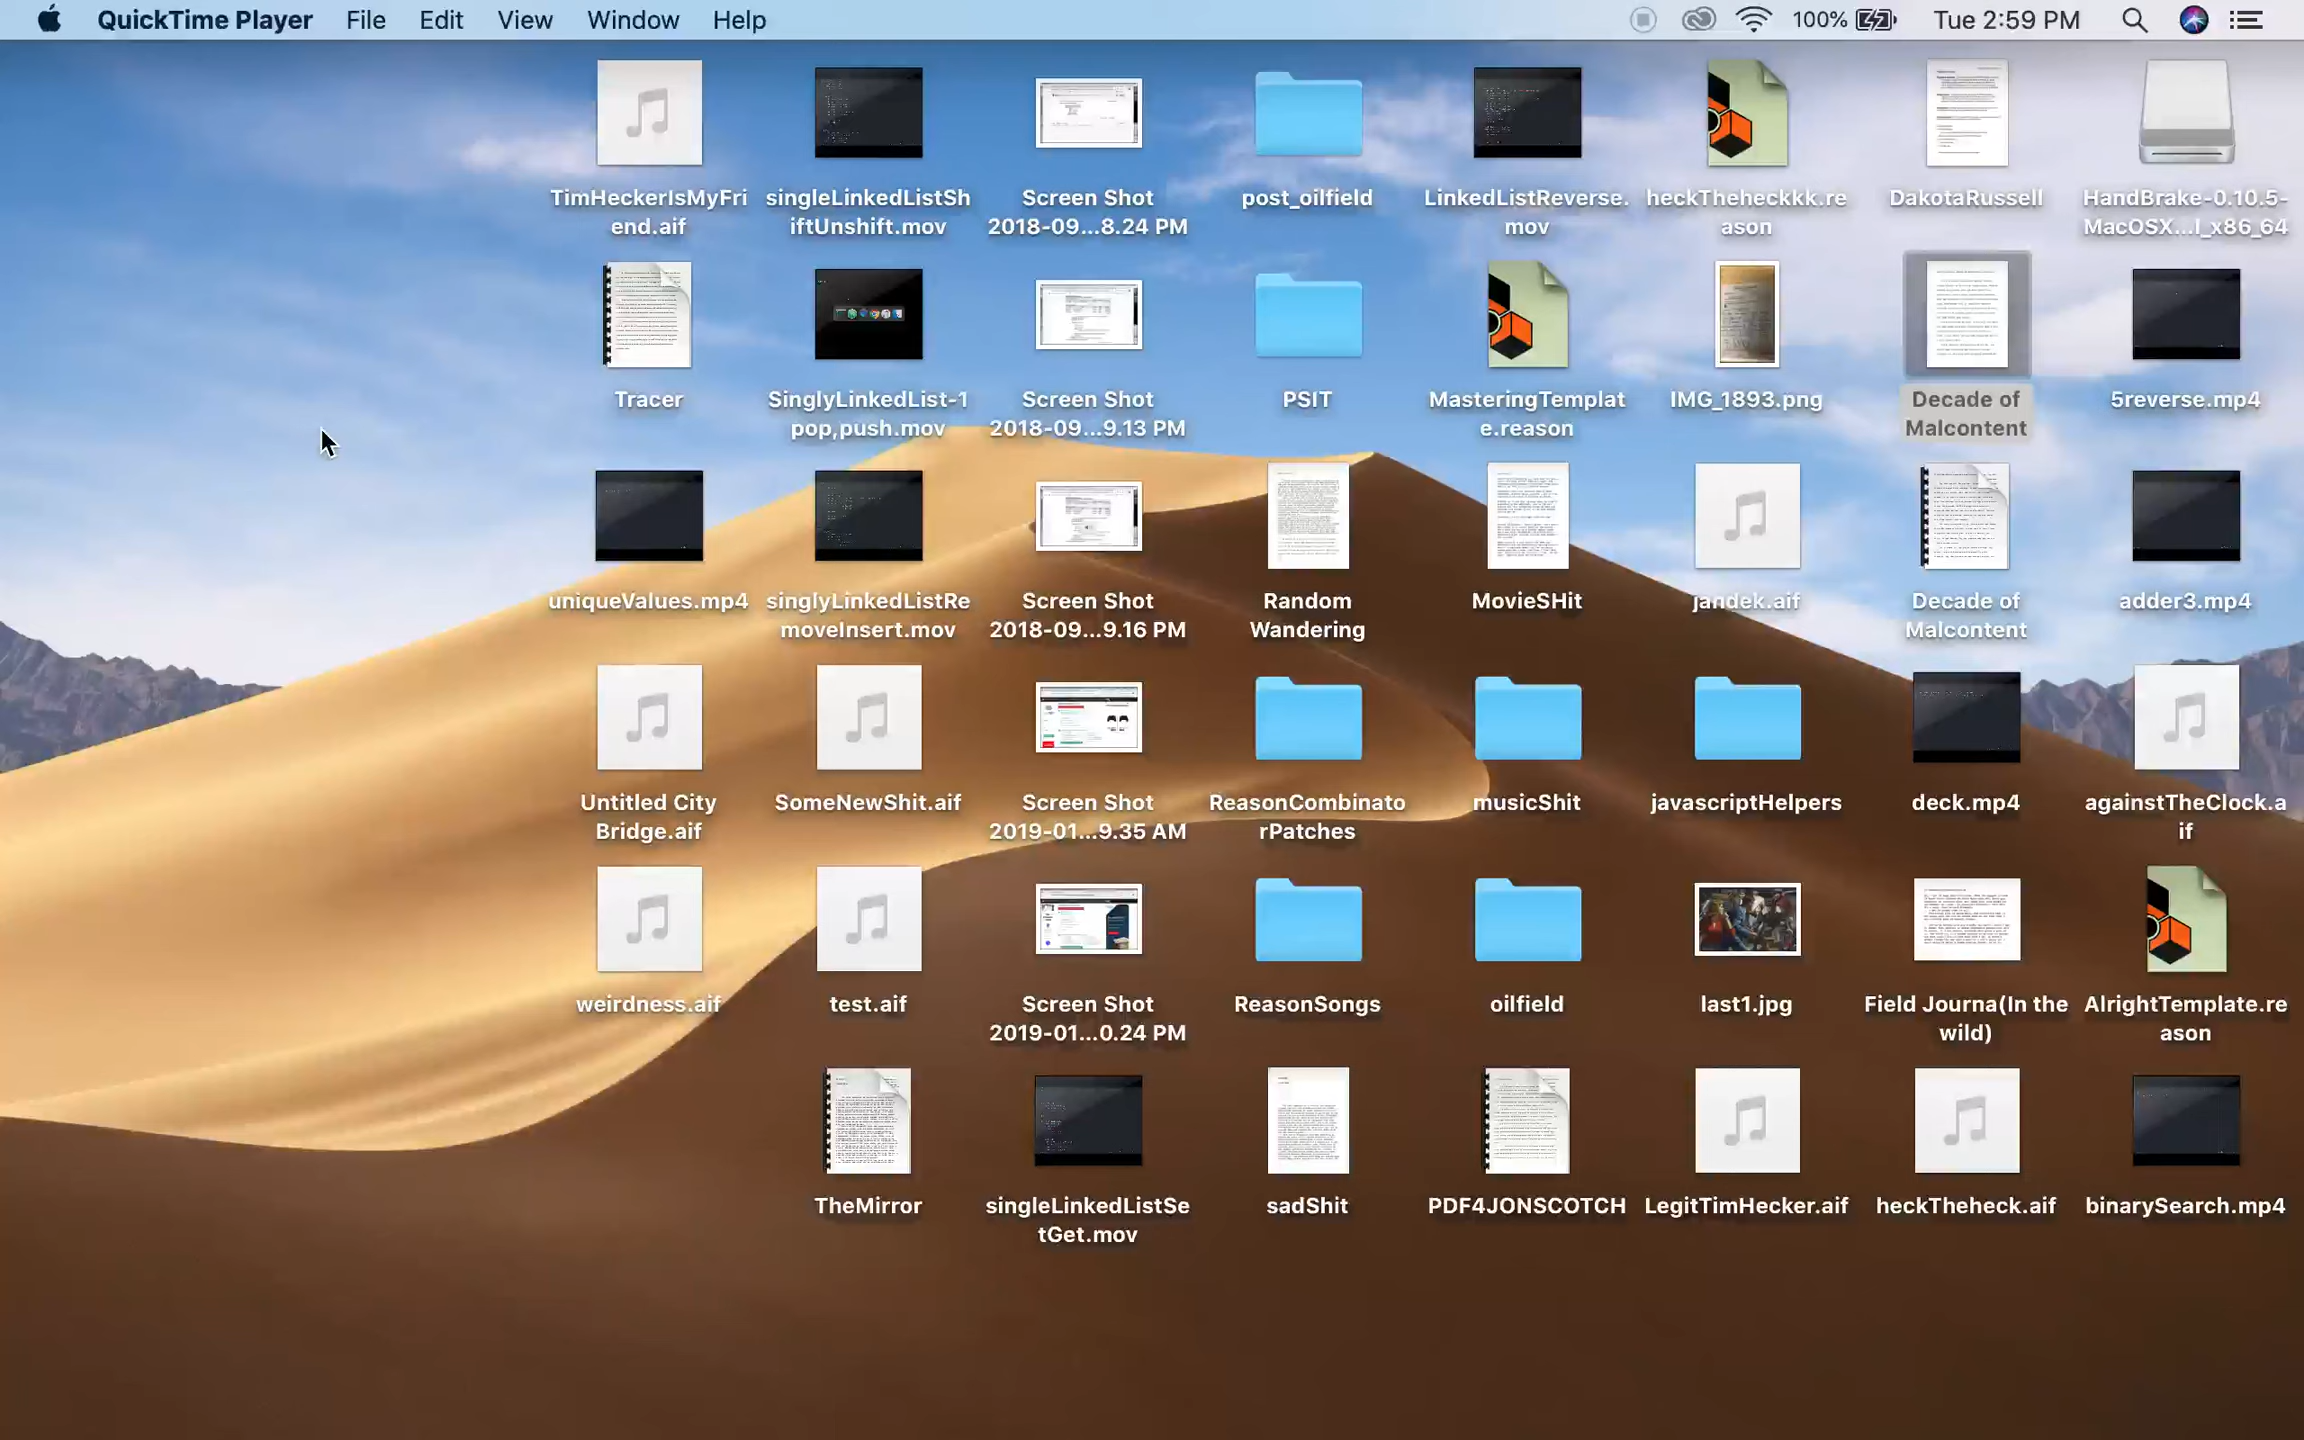 QuickTime Player File Edit View Window Help 100% Tue 2:59 PM
TimHeckerIsMyFri
end.aif
singleLinkedListSh
iftUnshift.mov
Screen Shot
2018-09...8.24 PM
post_oilfield
LinkedListReverse.
mov
heckTheheckkk.re
ason
DakotaRussell
HandBrake-0.10.5-
MacOSX...l_x86_64
Tracer
SinglyLinkedList-1
pop,push.mov
Screen Shot
2018-09...9.13 PM
PSIT
MasteringTemplat
e.reason
IMG_1893.png
Decade of
Malcontent
5reverse.mp4
uniqueValues.mp4
singlyLinkedListRe
moveInsert.mov
Screen Shot
2018-09...9.16 PM
Random
Wandering
MovieSHit
jandek.aif
Decade of
Malcontent
adder3.mp4
Untitled City
Bridge.aif
SomeNewShit.aif
Screen Shot
2019-01...9.35 AM
ReasonCombinato
rPatches
musicShit
javascriptHelpers
deck.mp4
againstTheClock.a
if
weirdness.aif
test.aif
Screen Shot
2019-01...0.24 PM
ReasonSongs
oilfield
last1.jpg
Field Journa(In the
wild)
AlrightTemplate.re
ason
TheMirror
singleLinkedListSe
tGet.mov
sadShit
PDF4JONSCOTCH
LegitTimHecker.aif
heckTheheck.aif
binarySearch.mp4